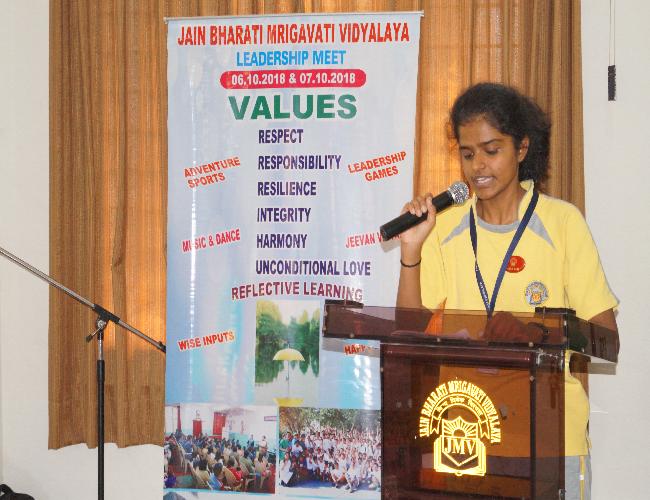 JAIN BHARATI MRIGAVATI VIDYALAYA
LEADERSHIP MEET
06.10.2018 & 07.10.2018
VALUES
RESPECT
RESPONSIBILITY
RESILIENCE
INTEGRITY
HARMONY
UNCONDITIONAL LOVE
REFLECTIVE LEARNING
ADVENTURE
SPORTS
LEADERSHIP
GAMES
MUSIC & DANCE
JEEVAN
WISE INPUTS
JAIN BHARATI MRIGAVATI VIDYALAYA
JMV